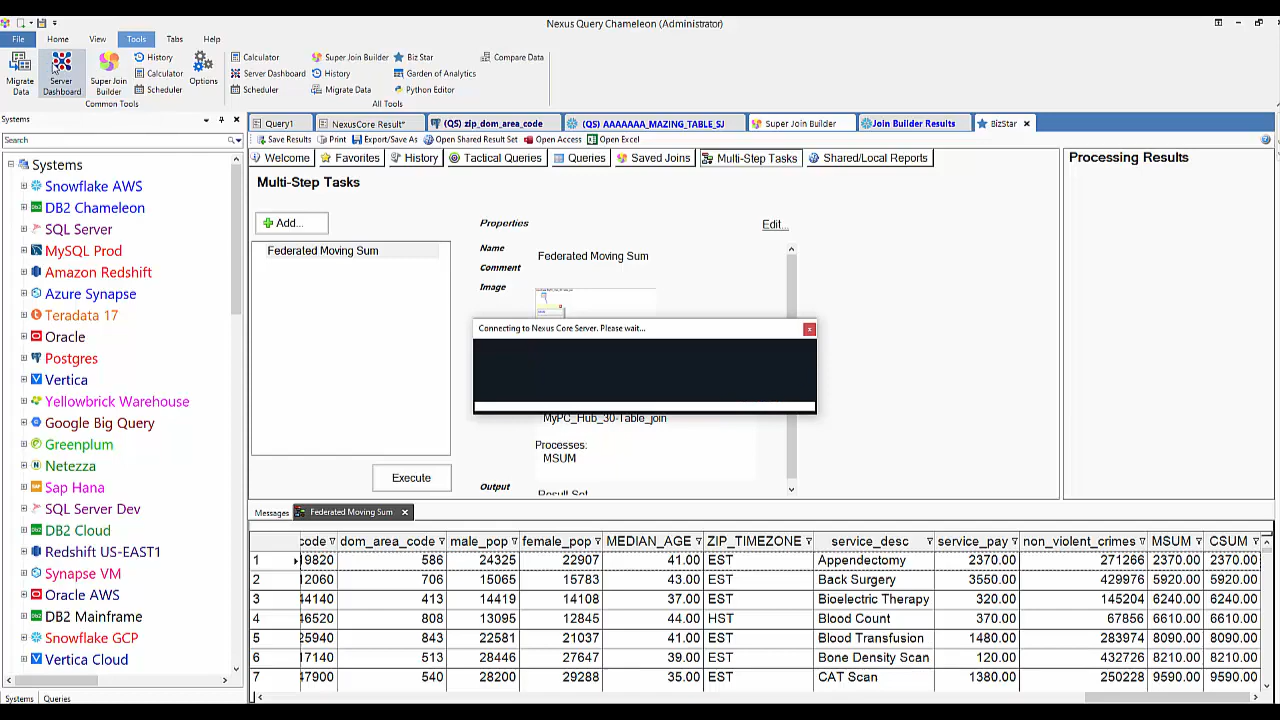 Nexus Query Chameleon (Administrator)
File Home View Tools Tabs Help
Migrate Data
Server Dashboard
Super Join Builder
History
Calculator
Scheduler
Options
Common Tools
Calculator Super Join Builder Biz Star Compare Data
Server Dashboard History Garden of Analytics
Scheduler Migrate Data Python Editor
All Tools
Systems
Query1 NexusCore Result* (QS) zip_dom_area_code (QS) AAAAAAA_MAZING_TABLE_SJ Super Join Builder Join Builder Results BizStar
Search
Save Results Print Export/Save As Open Shared Result Set Open Access Open Excel
Welcome Favorites History Tactical Queries Queries Saved Joins Multi-Step Tasks Shared/Local Reports
Processing Results
Systems
Snowflake AWS
DB2 Chameleon
SQL Server
MySQL Prod
Amazon Redshift
Azure Synapse
Teradata 17
Oracle
Postgres
Vertica
Yellowbrick Warehouse
Google Big Query
Greenplum
Netezza
Sap Hana
SQL Server Dev
DB2 Cloud
Redshift US-EAST1
Synapse VM
Oracle AWS
DB2 Mainframe
Snowflake GCP
Vertica Cloud
Systems Queries
Multi-Step Tasks
Add...
Federated Moving Sum
Execute
Properties Edit...
Name Federated Moving Sum
Comment
Image
Connecting to Nexus Core Server. Please wait...
MyPC_Hub_30-Table_join
Processes:
MSUM
Output Result Set
Messages Federated Moving Sum
code dom_area_code male_pop female_pop MEDIAN_AGE ZIP_TIMEZONE service_desc service_pay non_violent_crimes MSUM CSUM
1 19820 586 24325 22907 41.00 EST Appendectomy 2370.00 271266 2370.00 2370.00
2 12060 706 15065 15783 43.00 EST Back Surgery 3550.00 429976 5920.00 5920.00
3 44140 413 14419 14108 37.00 EST Bioelectric Therapy 320.00 145204 6240.00 6240.00
4 46520 808 13095 12845 44.00 HST Blood Count 370.00 67856 6610.00 6610.00
5 25940 843 22581 21037 41.00 EST Blood Transfusion 1480.00 283974 8090.00 8090.00
6 17140 513 28446 27647 39.00 EST Bone Density Scan 120.00 432726 8210.00 8210.00
7 47900 540 28200 29288 35.00 EST CAT Scan 1380.00 250228 9590.00 9590.00